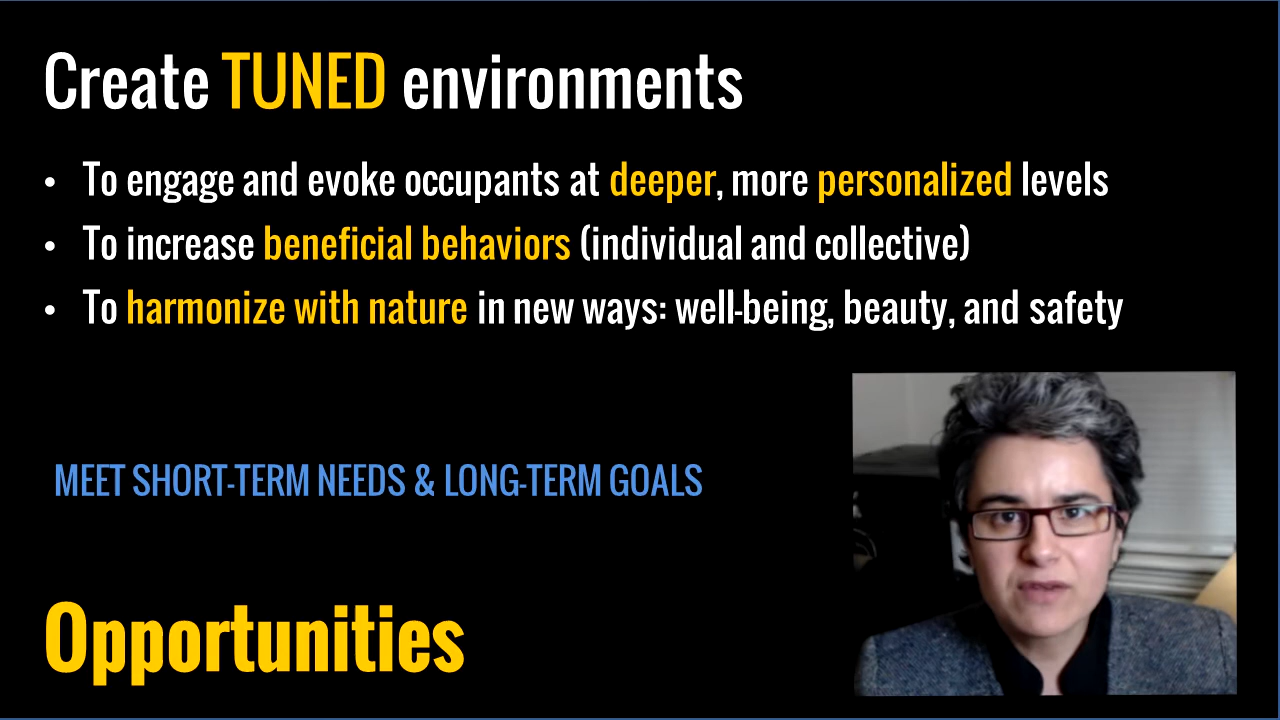 Create TUNED environments
• To engage and evoke occupants at deeper, more personalized levels
• To increase beneficial behaviors (individual and collective)
• To harmonize with nature in new ways: well-being, beauty, and safety
MEET SHORT-TERM NEEDS & LONG-TERM GOALS
Opportunities